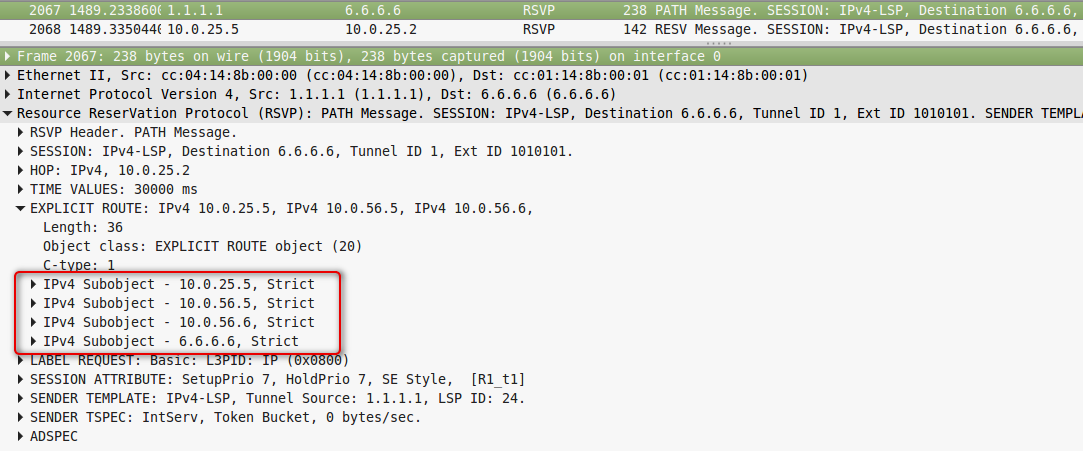 2067 1489.2338600 1.1.1.1 6.6.6.6 RSVP 238 PATH Message. SESSION: IPv4-LSP, Destination 6.6.6.6,
2068 1489.3350440 10.0.25.5 10.0.25.2 RSVP 142 RESV Message. SESSION: IPv4-LSP, Destination 6.6.6.6,
Frame 2067: 238 bytes on wire (1904 bits), 238 bytes captured (1904 bits) on interface 0
Ethernet II, Src: cc:04:14:8b:00:00 (cc:04:14:8b:00:00), Dst: cc:01:14:8b:00:01 (cc:01:14:8b:00:01)
Internet Protocol Version 4, Src: 1.1.1.1 (1.1.1.1), Dst: 6.6.6.6 (6.6.6.6)
Resource ReserVation Protocol (RSVP): PATH Message. SESSION: IPv4-LSP, Destination 6.6.6.6, Tunnel ID 1, Ext ID 1010101. SENDER TEMPLA
RSVP Header. PATH Message.
SESSION: IPv4-LSP, Destination 6.6.6.6, Tunnel ID 1, Ext ID 1010101.
HOP: IPv4, 10.0.25.2
TIME VALUES: 30000 ms
EXPLICIT ROUTE: IPv4 10.0.25.5, IPv4 10.0.56.5, IPv4 10.0.56.6,
Length: 36
Object class: EXPLICIT ROUTE object (20)
C-type: 1
IPv4 Subobject - 10.0.25.5, Strict
IPv4 Subobject - 10.0.56.5, Strict
IPv4 Subobject - 10.0.56.6, Strict
IPv4 Subobject - 6.6.6.6, Strict
LABEL REQUEST: Basic: L3PID: IP (0x0800)
SESSION ATTRIBUTE: SetupPrio 7, HoldPrio 7, SE Style,  [R1_t1]
SENDER TEMPLATE: IPv4-LSP, Tunnel Source: 1.1.1.1, LSP ID: 24.
SENDER TSPEC: IntServ, Token Bucket, 0 bytes/sec.
ADSPEC